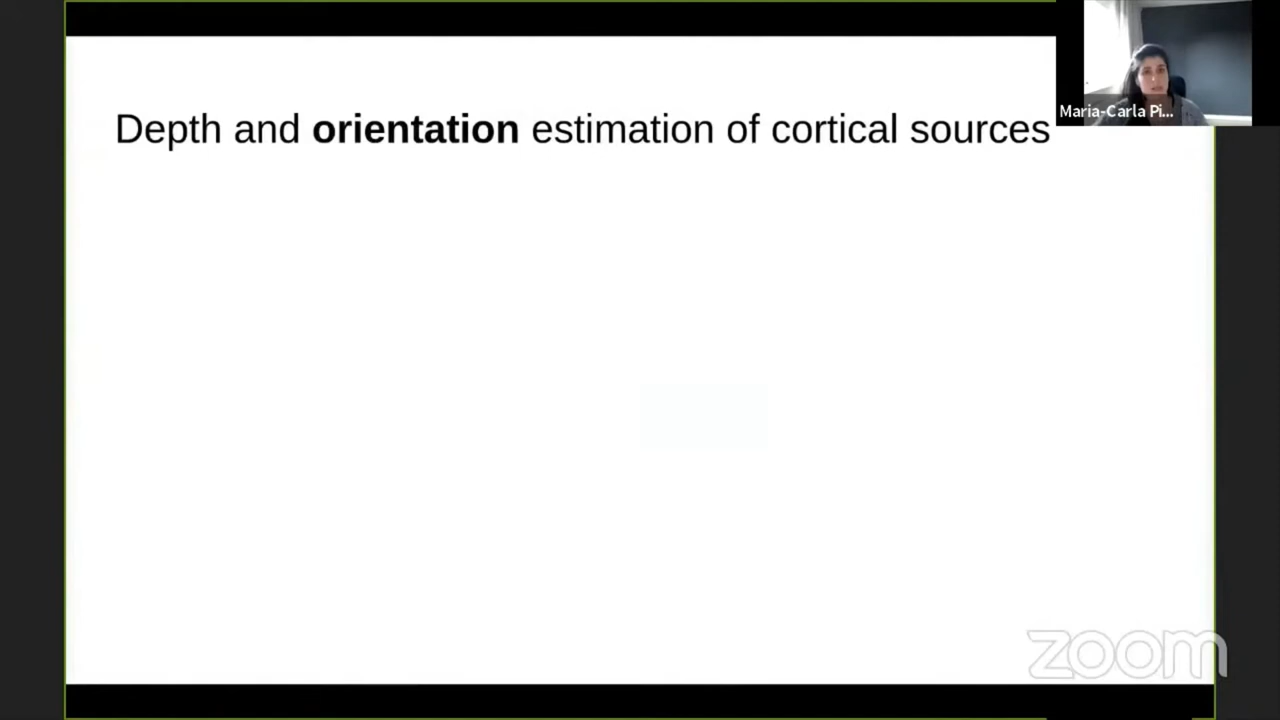 Depth and orientation estimation of cortical sources
Maria-Carla Pi...
zoom